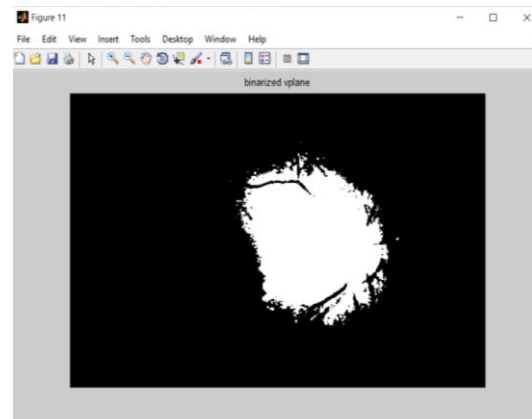 Figure 11
File Edit View Insert Tools Desktop Window Help
binarized vplane